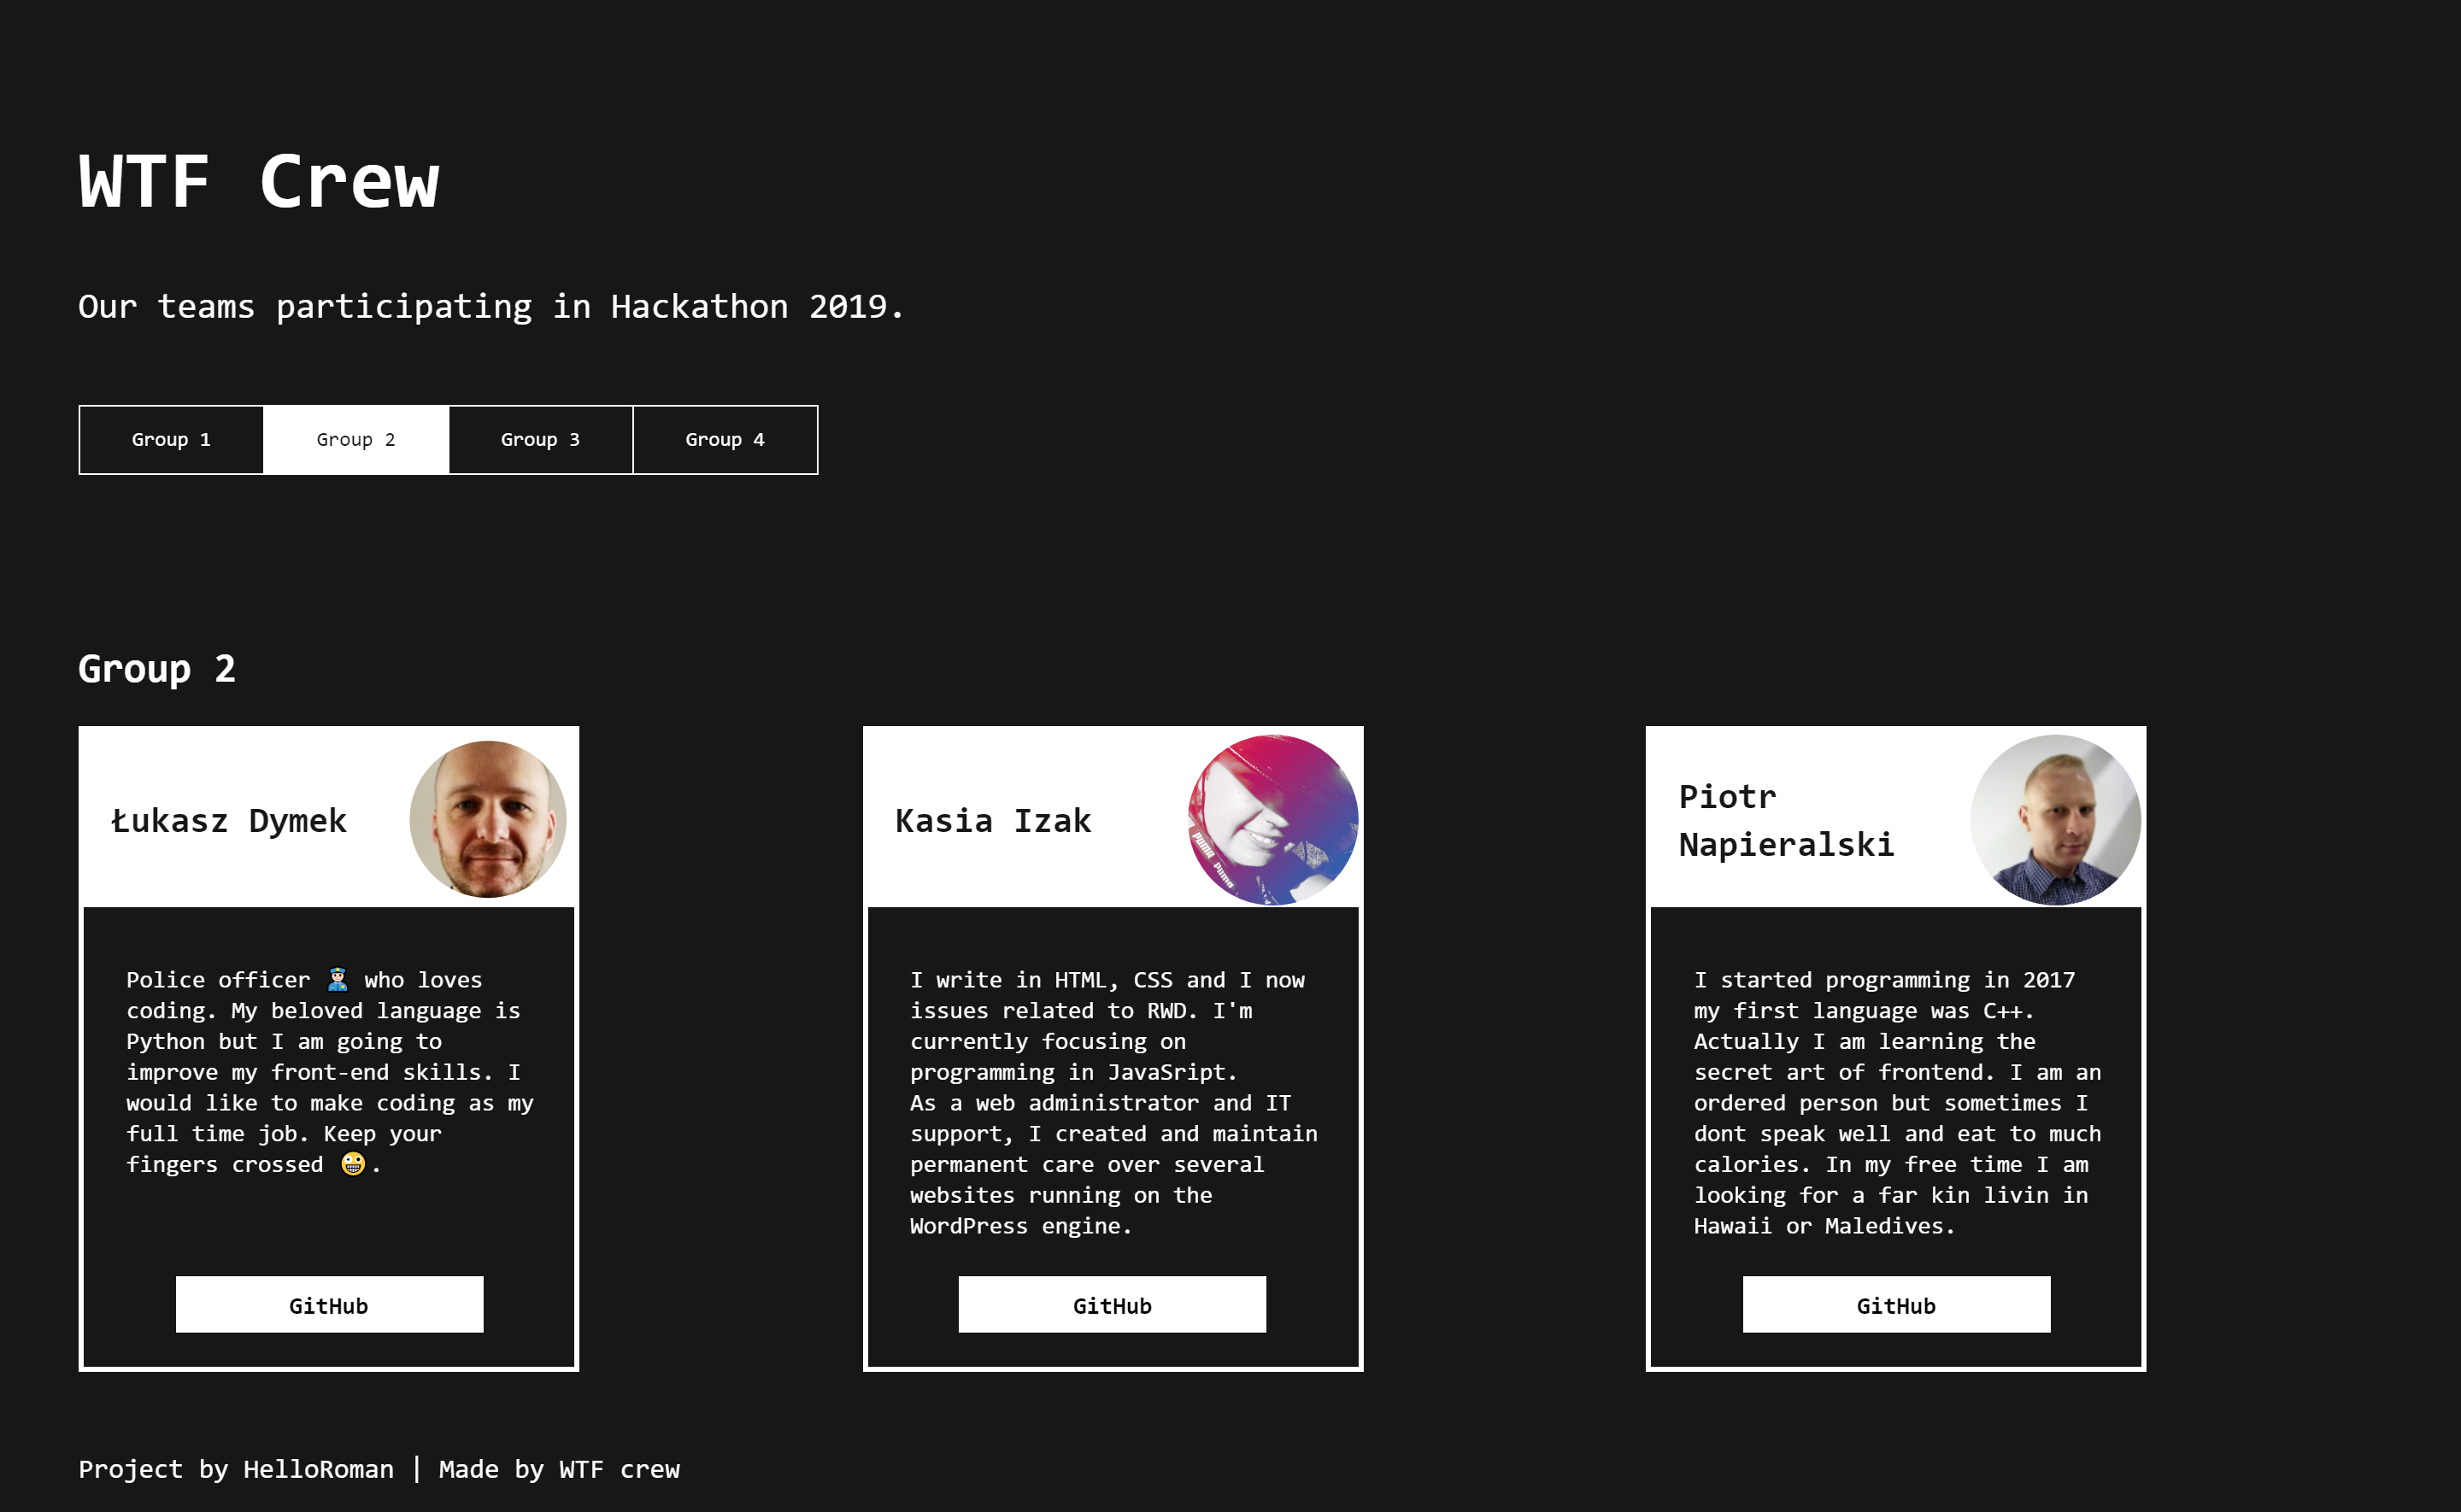 WTF Crew
Our teams participating in Hackathon 2019.
Group 1
Group 2
Group 3
Group 4
Group 2
Łukasz Dymek
Police officer 👮🏻 who loves
coding. My beloved language is
Python but I am going to
improve my front-end skills. I
would like to make coding as my
full time job. Keep your
fingers crossed 🤪.
GitHub
Kasia Izak
PUMA PUMA
I write in HTML, CSS and I now
issues related to RWD. I'm
currently focusing on
programming in JavaSript.
As a web administrator and IT
support, I created and maintain
permanent care over several
websites running on the
WordPress engine.
GitHub
Piotr
Napieralski
I started programming in 2017
my first language was C++.
Actually I am learning the
secret art of frontend. I am an
ordered person but sometimes I
dont speak well and eat to much
calories. In my free time I am
looking for a far kin livin in
Hawaii or Maledives.
GitHub
Project by HelloRoman | Made by WTF crew